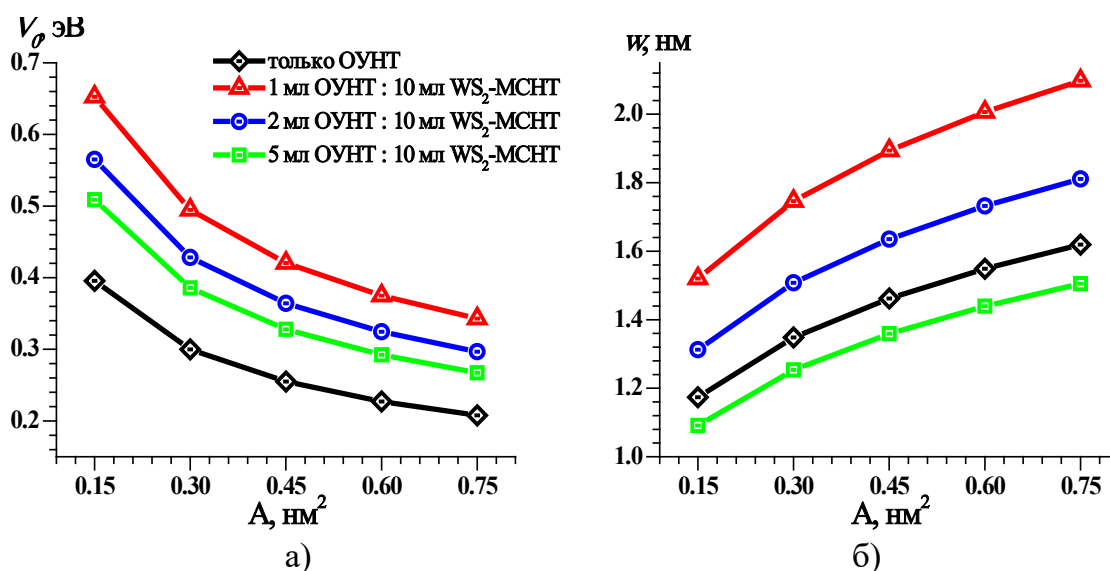 V₀, эВ
0.7
0.6
0.5
0.4
0.3
0.2
0.15 0.30 0.45 0.60 0.75
А, нм²
только ОУНТ
1 мл ОУНТ : 10 мл WS₂-МСНТ
2 мл ОУНТ : 10 мл WS₂-МСНТ
5 мл ОУНТ : 10 мл WS₂-МСНТ
а)
w, нм
2.0
1.8
1.6
1.4
1.2
1.0
0.15 0.30 0.45 0.60 0.75
А, нм²
б)